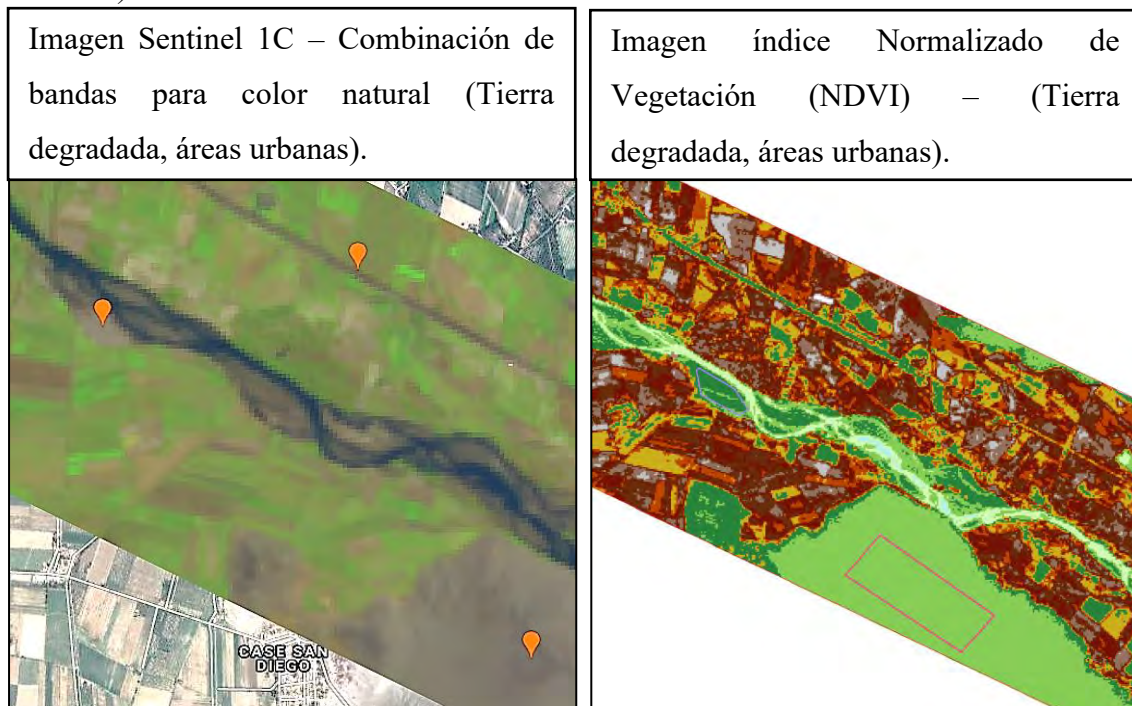 Imagen Sentinel 1C – Combinación de
bandas para color natural (Tierra
degradada, áreas urbanas).
Imagen índice Normalizado de
Vegetación (NDVI) – (Tierra
degradada, áreas urbanas).
CASE SAN
DIEGO